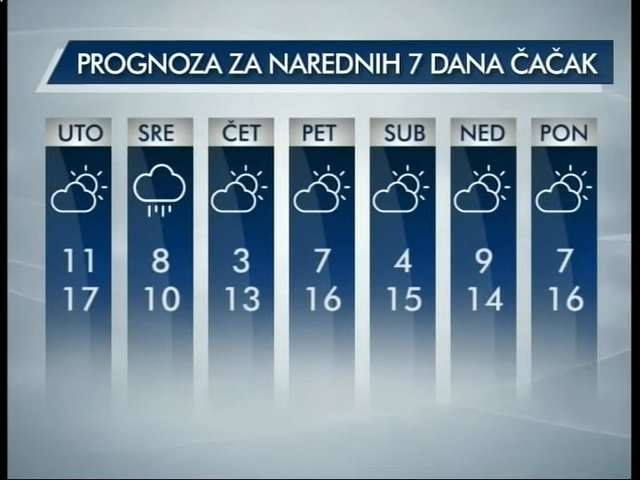 PROGNOZA ZA NAREDNIH 7 DANA ČAČAK
UTO SRE ČET PET SUB NED PON
11 8 3 7 4 9 7
17 10 13 16 15 14 16